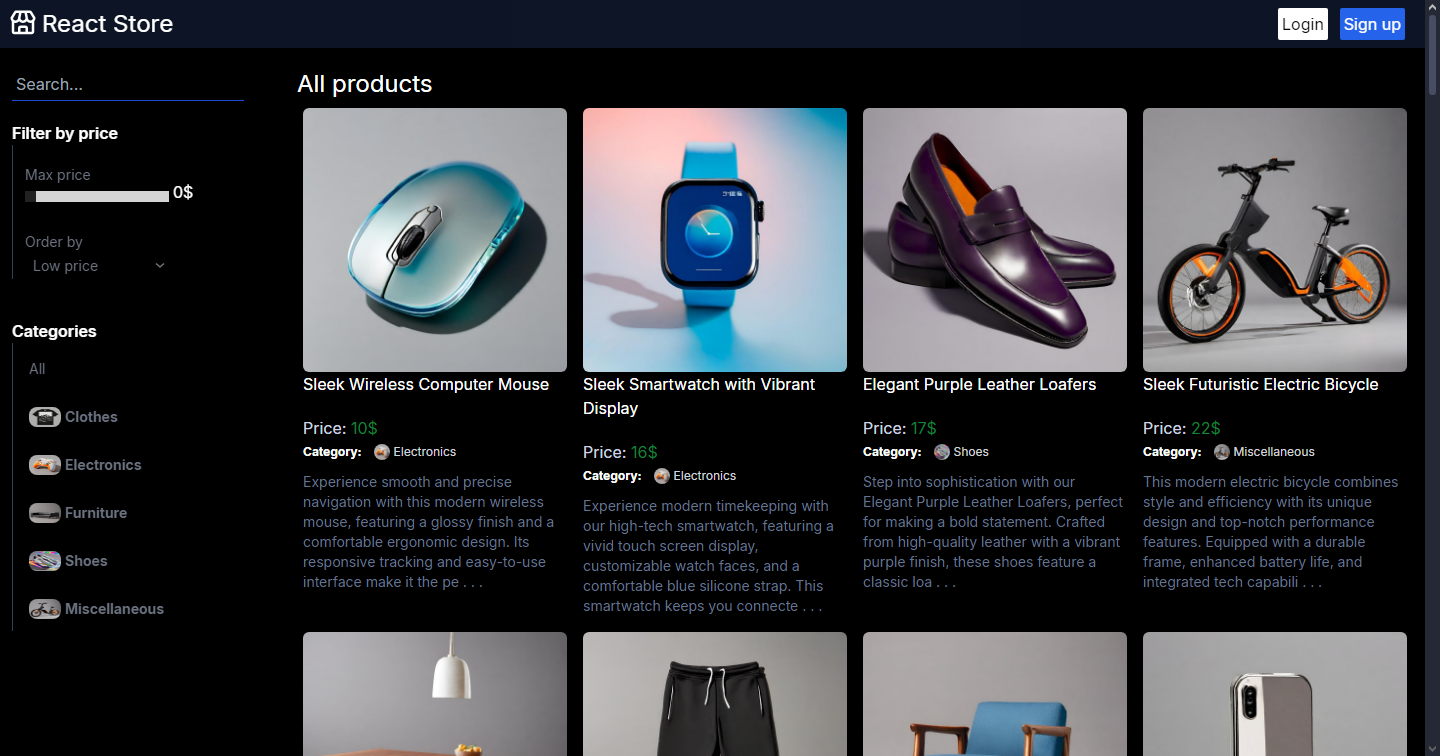 React Store
Login
Sign up
Search...
Filter by price
Max price
0$
Order by
Low price
Categories
All
Clothes
Electronics
Furniture
Shoes
Miscellaneous
All products
Sleek Wireless Computer Mouse
Price: 10$
Category: Electronics
Experience smooth and precise
navigation with this modern wireless
mouse, featuring a glossy finish and a
comfortable ergonomic design. Its
responsive tracking and easy-to-use
interface make it the pe . . .
Sleek Smartwatch with Vibrant
Display
Price: 16$
Category: Electronics
Experience modern timekeeping with
our high-tech smartwatch, featuring a
vivid touch screen display,
customizable watch faces, and a
comfortable blue silicone strap. This
smartwatch keeps you connecte . . .
Elegant Purple Leather Loafers
Price: 17$
Category: Shoes
Step into sophistication with our
Elegant Purple Leather Loafers, perfect
for making a bold statement. Crafted
from high-quality leather with a vibrant
purple finish, these shoes feature a
classic loa . . .
Sleek Futuristic Electric Bicycle
Price: 22$
Category: Miscellaneous
This modern electric bicycle combines
style and efficiency with its unique
design and top-notch performance
features. Equipped with a durable
frame, enhanced battery life, and
integrated tech capabili . . .